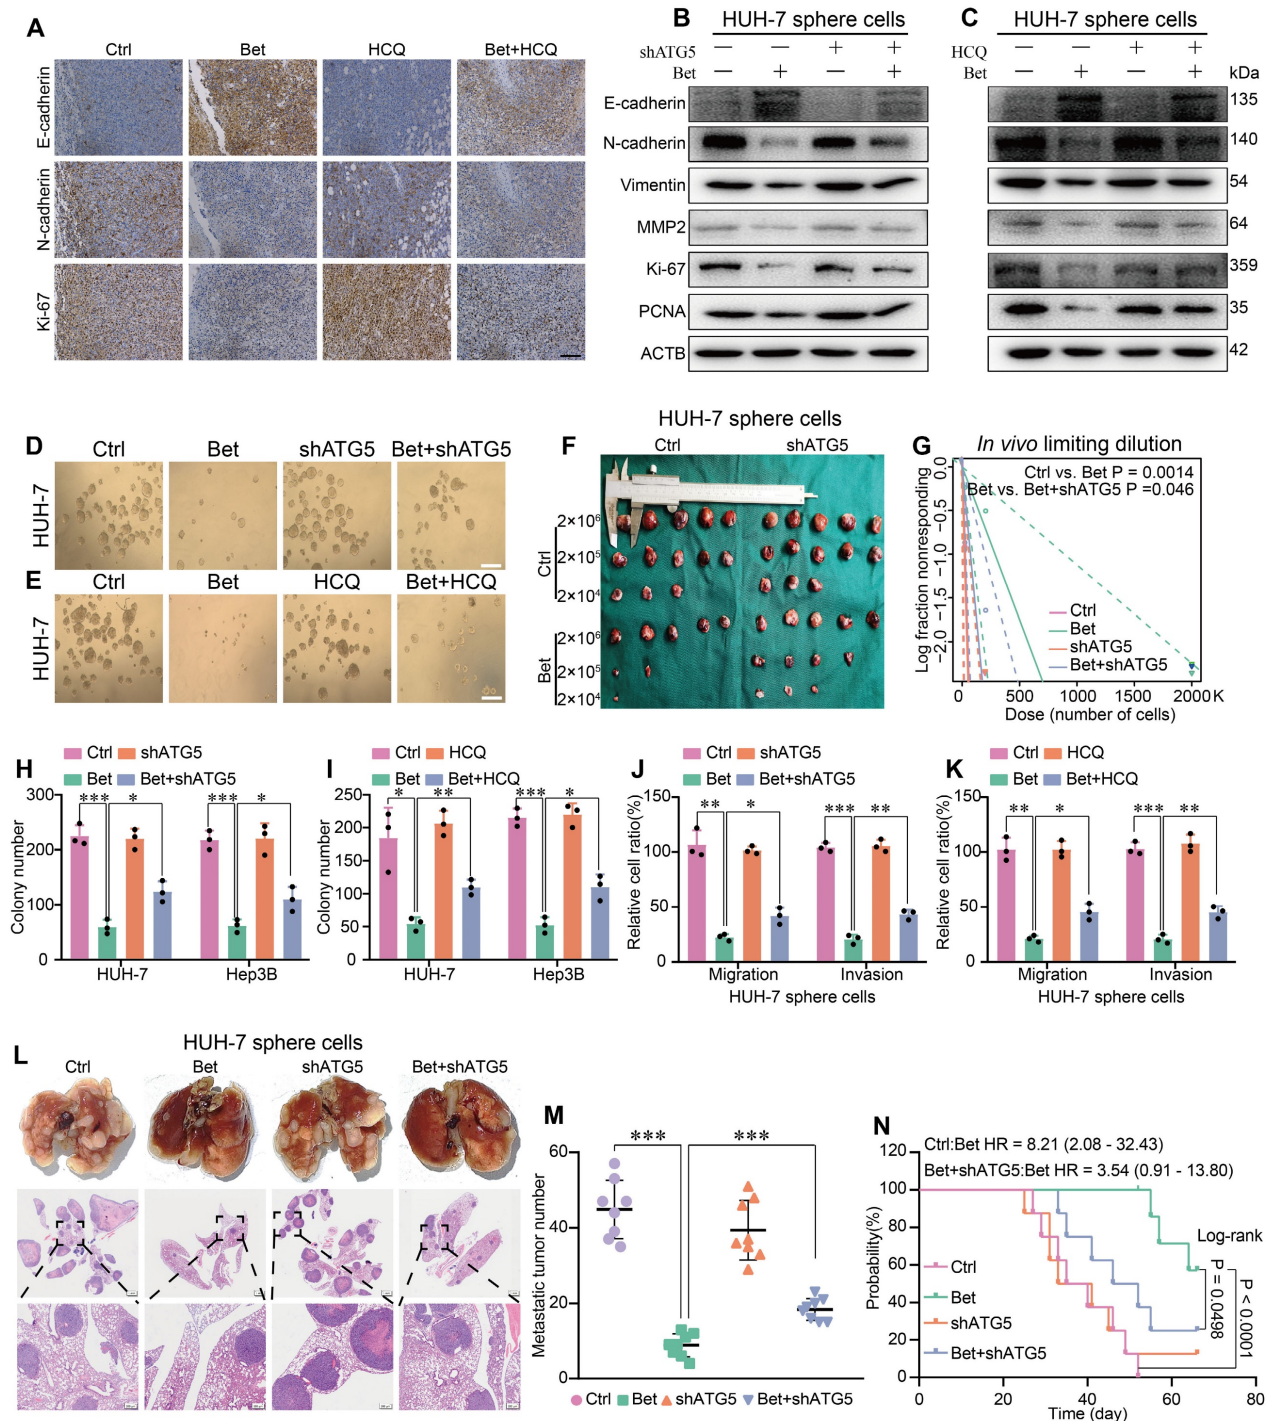 A
Ctrl Bet HCQ Bet+HCQ
E-cadherin
N-cadherin
Ki-67
B
HUH-7 sphere cells
shATG5 — — + +
Bet — + — +
E-cadherin
N-cadherin
Vimentin
MMP2
Ki-67
PCNA
ACTB
C
HUH-7 sphere cells
HCQ — — + +
Bet — + — +
kDa
135
140
54
64
359
35
42
D
Ctrl Bet shATG5 Bet+shATG5
HUH-7
E
Ctrl Bet HCQ Bet+HCQ
HUH-7
F
HUH-7 sphere cells
Ctrl shATG5
Ctrl
2×10⁶
2×10⁵
2×10⁴
Bet
2×10⁶
2×10⁵
2×10⁴
G
In vivo limiting dilution
Ctrl vs. Bet P = 0.0014
Bet vs. Bet+shATG5 P =0.046
Log fraction nonresponding
0.0
−0.5
−1.0
−1.5
−2.0
Ctrl
Bet
shATG5
Bet+shATG5
0 500 1000 1500 2000K
Dose (number of cells)
H
Ctrl shATG5
Bet Bet+shATG5
Colony number
300
200
100
0
*** * *** *
HUH-7 Hep3B
I
Ctrl HCQ
Bet Bet+HCQ
Colony number
250
200
150
100
50
0
* ** *** *
HUH-7 Hep3B
J
Ctrl shATG5
Bet Bet+shATG5
Relative cell ratio(%)
150
100
50
0
** * *** **
Migration Invasion
HUH-7 sphere cells
K
Ctrl HCQ
Bet Bet+HCQ
Relative cell ratio(%)
150
100
50
0
** * *** **
Migration Invasion
HUH-7 sphere cells
L
HUH-7 sphere cells
Ctrl Bet shATG5 Bet+shATG5
M
Metastatic tumor number
60
40
20
0
*** ***
Ctrl Bet shATG5 Bet+shATG5
N
Ctrl:Bet HR = 8.21 (2.08 - 32.43)
Bet+shATG5:Bet HR = 3.54 (0.91 - 13.80)
Probability(%)
120
100
80
60
40
20
0
Log-rank
P = 0.0498
P < 0.0001
Ctrl
Bet
shATG5
Bet+shATG5
0 20 40 60 80
Time (day)